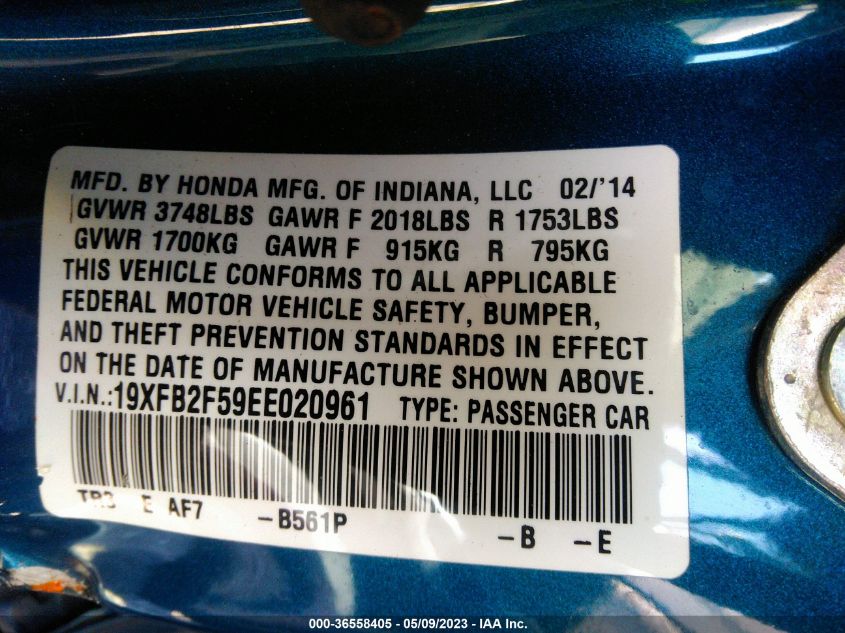 MFD. BY HONDA MFG. OF INDIANA, LLC 02/'14
GVWR 3748LBS GAWR F 2018LBS R 1753LBS
GVWR 1700KG GAWR F 915KG R 795KG
THIS VEHICLE CONFORMS TO ALL APPLICABLE
FEDERAL MOTOR VEHICLE SAFETY, BUMPER,
AND THEFT PREVENTION STANDARDS IN EFFECT
ON THE DATE OF MANUFACTURE SHOWN ABOVE.
V.I.N.:19XFB2F59EE020961 TYPE: PASSENGER CAR
TR3 E AF7 -B561P -B -E
000-36558405 - 05/09/2023 - IAA Inc.